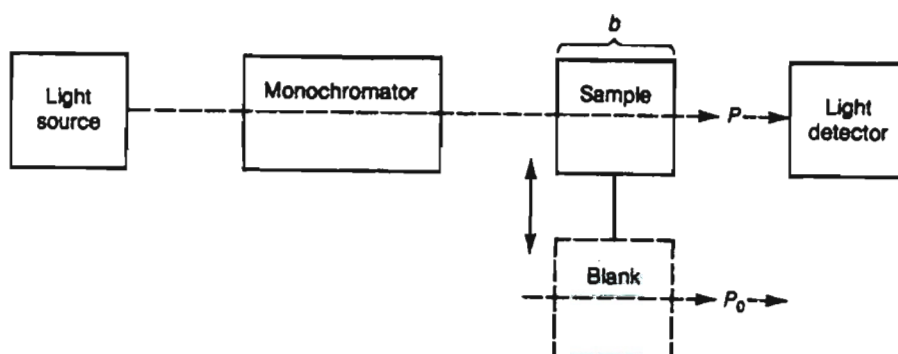 b
Light
source
Monochromator
Sample
P
Light
detector
Blank
P₀